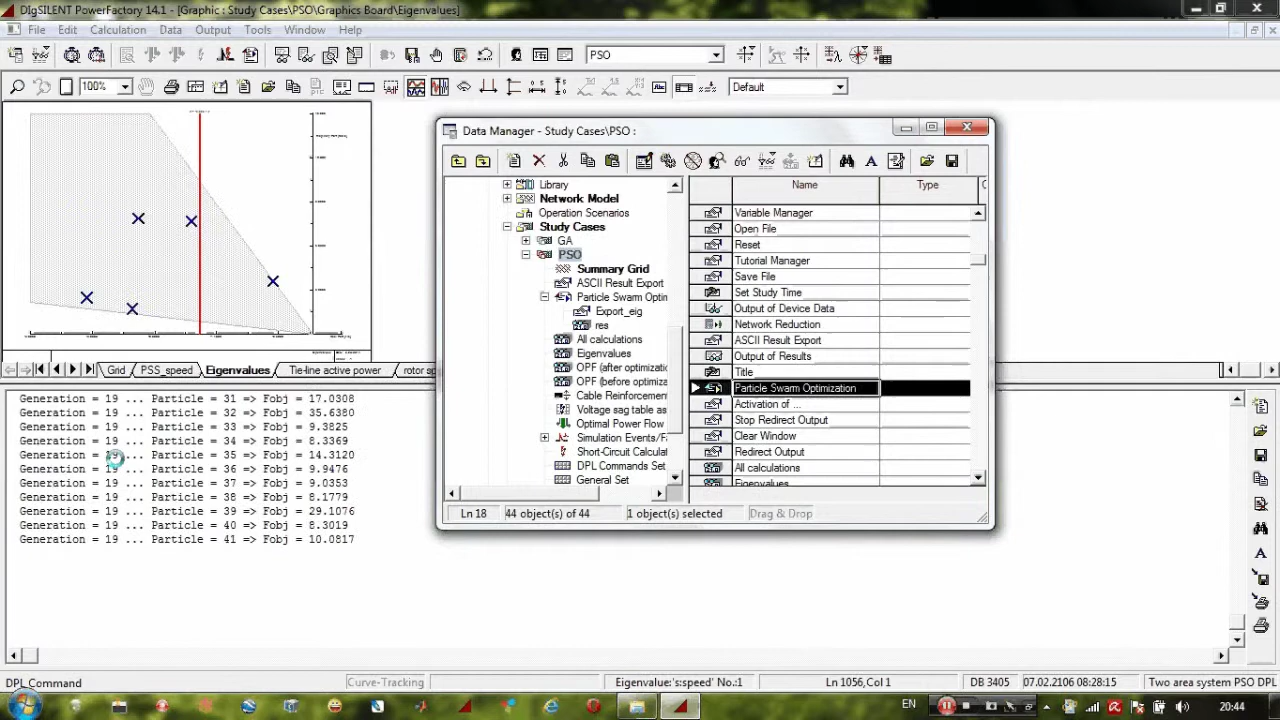 DIgSILENT PowerFactory 14.1 - [Graphic : Study Cases\PSO\Graphics Board\Eigenvalues]
File Edit Calculation Data Output Tools Window Help
PSO
100%
Default
Data Manager - Study Cases\PSO :
Library
Network Model
Operation Scenarios
Study Cases
GA
PSO
Summary Grid
ASCII Result Export
Particle Swarm Optim
Export_eig
res
All calculations
Eigenvalues
OPF (after optimizatio
OPF (before optimiza
Cable Reinforcement
Voltage sag table as
Optimal Power Flow
Simulation Events/Fa
Short-Circuit Calculat
DPL Commands Set
General Set
Name Type
Variable Manager
Open File
Reset
Tutorial Manager
Save File
Set Study Time
Output of Device Data
Network Reduction
ASCII Result Export
Output of Results
Title
Particle Swarm Optimization
Activation of ...
Stop Redirect Output
Clear Window
Redirect Output
All calculations
Eigenvalues
Ln 18 44 object(s) of 44 1 object(s) selected Drag & Drop
Grid PSS_speed Eigenvalues Tie-line active power rotor sp
Generation = 19 ... Particle = 31 => Fobj = 17.0308
Generation = 19 ... Particle = 32 => Fobj = 35.6380
Generation = 19 ... Particle = 33 => Fobj = 9.3825
Generation = 19 ... Particle = 34 => Fobj = 8.3369
Generation = 19 ... Particle = 35 => Fobj = 14.3120
Generation = 19 ... Particle = 36 => Fobj = 9.9476
Generation = 19 ... Particle = 37 => Fobj = 9.0353
Generation = 19 ... Particle = 38 => Fobj = 8.1779
Generation = 19 ... Particle = 39 => Fobj = 29.1076
Generation = 19 ... Particle = 40 => Fobj = 8.3019
Generation = 19 ... Particle = 41 => Fobj = 10.0817
DPL Command Curve-Tracking Eigenvalue:'s:speed' No.:1 Ln 1056,Col 1 DB 3405 07.02.2106 08:28:15 Two area system PSO DPL
EN 20:44